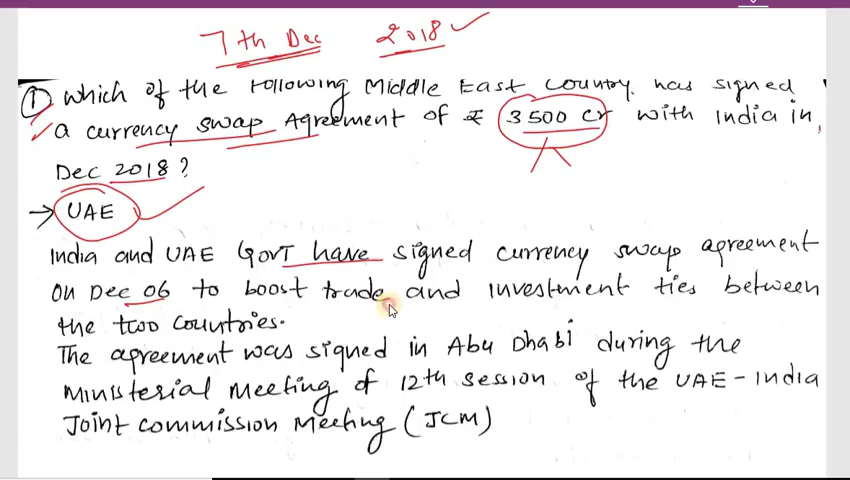 7th Dec 2018
① Which of the Following Middle East Country has signed
a currency swap Agreement of ₹ 3500 Cr with India in,
Dec 2018?
→ UAE
India and UAE Govt have signed currency swap agreement
on Dec 06 to boost trade and investment ties between
the two countries.
The agreement was signed in Abu Dhabi during the
Ministerial Meeting of 12th session of the UAE-India
Joint commission Meeting (JCM)